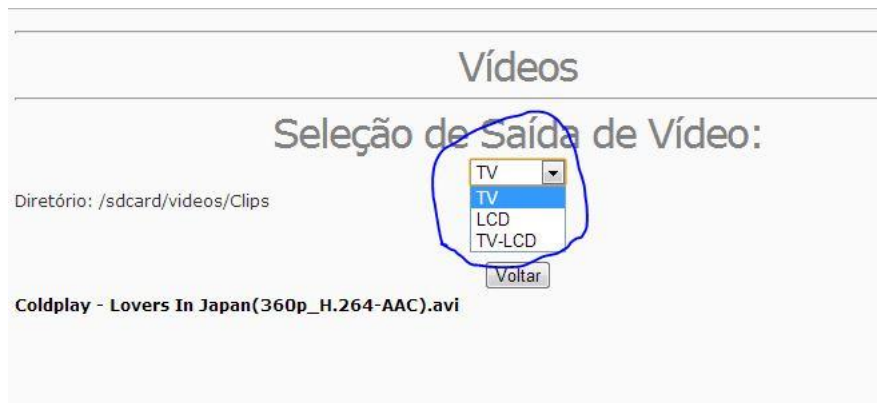 Vídeos
Seleção de Saída de Vídeo:
TV
Diretório: /sdcard/videos/Clips
TV
LCD
TV-LCD
Voltar
Coldplay - Lovers In Japan(360p_H.264-AAC).avi